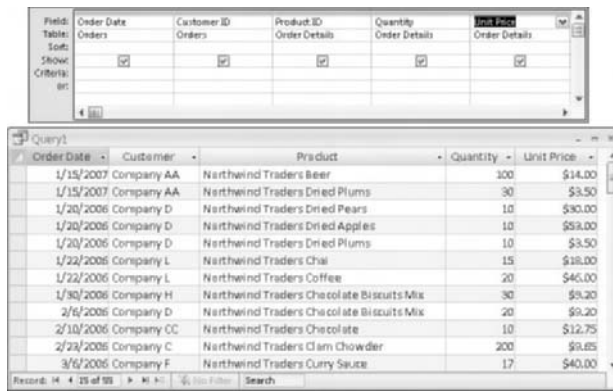 Field: Order Date Customer ID Product ID Quantity Unit Price
Table: Orders Orders Order Details Order Details Order Details
Sort:
Show:
Criteria:
or:
Query1
Order Date Customer Product Quantity Unit Price
1/15/2007 Company AA Northwind Traders Beer 100 $14.00
1/15/2007 Company AA Northwind Traders Dried Plums 30 $3.50
1/20/2006 Company D Northwind Traders Dried Pears 10 $30.00
1/20/2006 Company D Northwind Traders Dried Apples 10 $53.00
1/20/2006 Company D Northwind Traders Dried Plums 10 $3.50
1/22/2006 Company L Northwind Traders Chai 15 $18.00
1/22/2006 Company L Northwind Traders Coffee 20 $46.00
1/30/2006 Company H Northwind Traders Chocolate Biscuits Mix 30 $9.20
2/6/2006 Company D Northwind Traders Chocolate Biscuits Mix 20 $9.20
2/10/2006 Company CC Northwind Traders Chocolate 10 $12.75
2/23/2006 Company C Northwind Traders Clam Chowder 200 $9.65
3/6/2006 Company F Northwind Traders Curry Sauce 17 $40.00
Record: 15 of No Filter Search